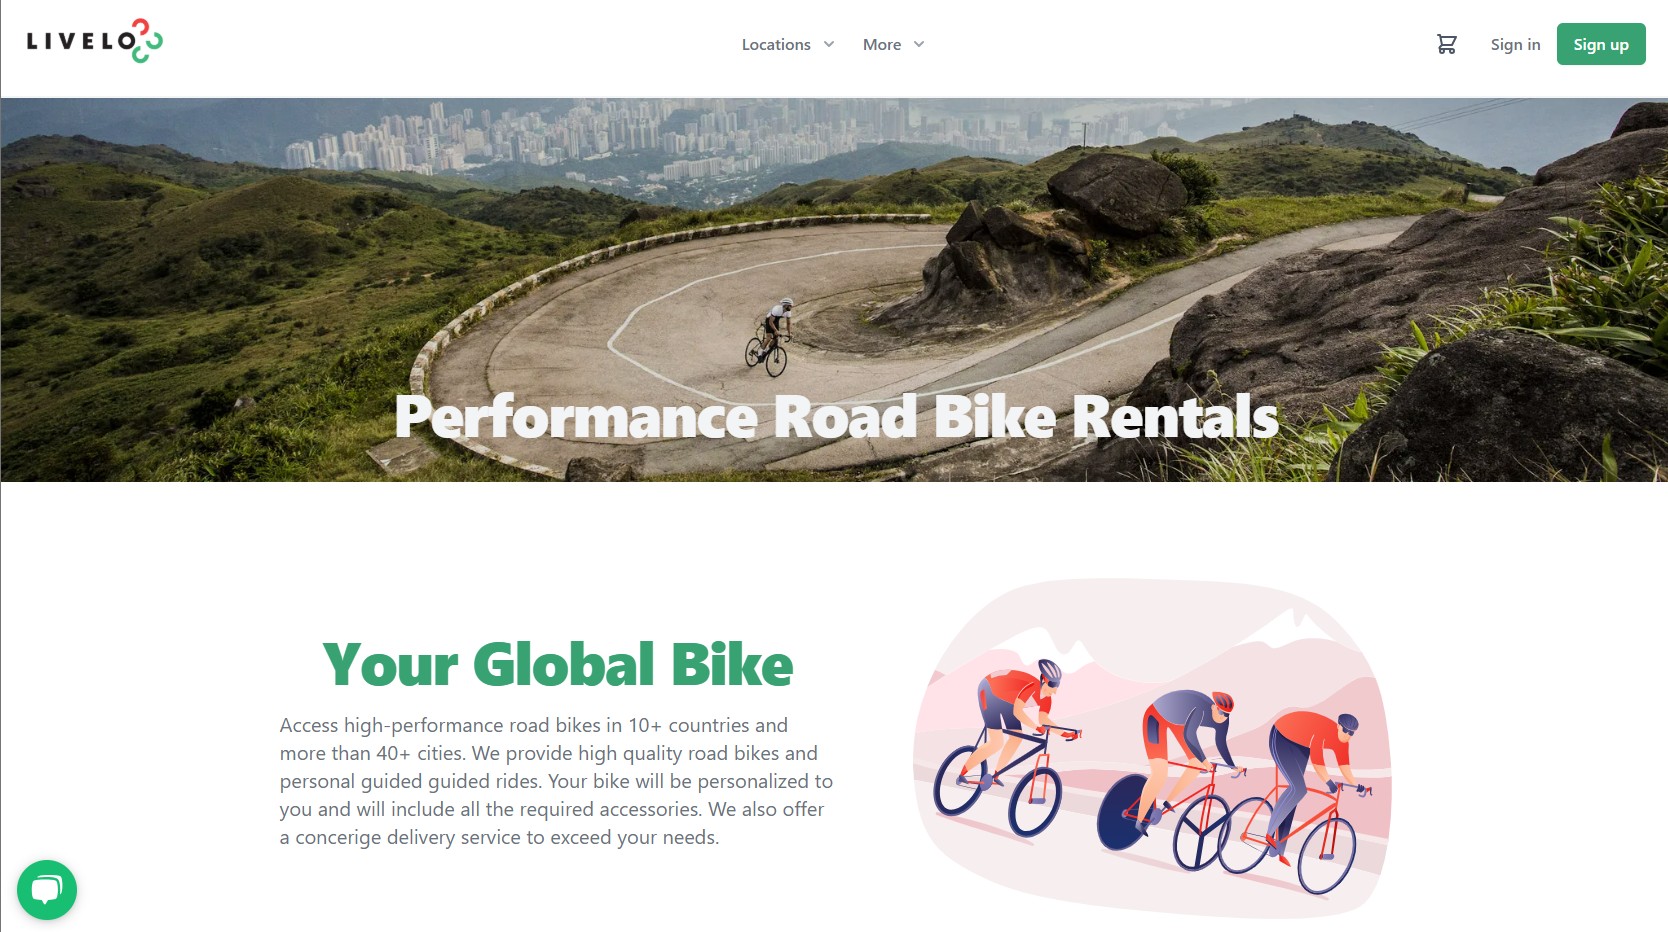 LIVELO
Locations
More
Sign in
Sign up
Performance Road Bike Rentals
Your Global Bike
Access high-performance road bikes in 10+ countries and
more than 40+ cities. We provide high quality road bikes and
personal guided guided rides. Your bike will be personalized to
you and will include all the required accessories. We also offer
a concerige delivery service to exceed your needs.